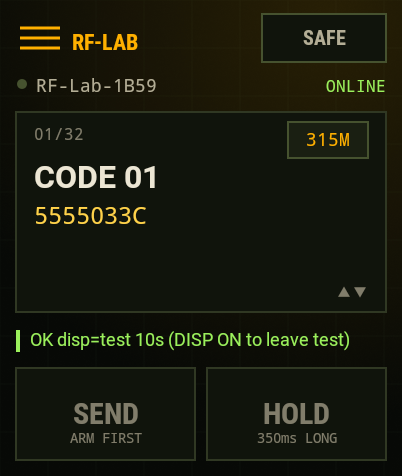 RF-LAB
SAFE
RF-Lab-1B59
ONLINE
01/32
315M
CODE 01
5555033C
▲▼
OK disp=test 10s (DISP ON to leave test)
SEND
ARM FIRST
HOLD
350ms LONG